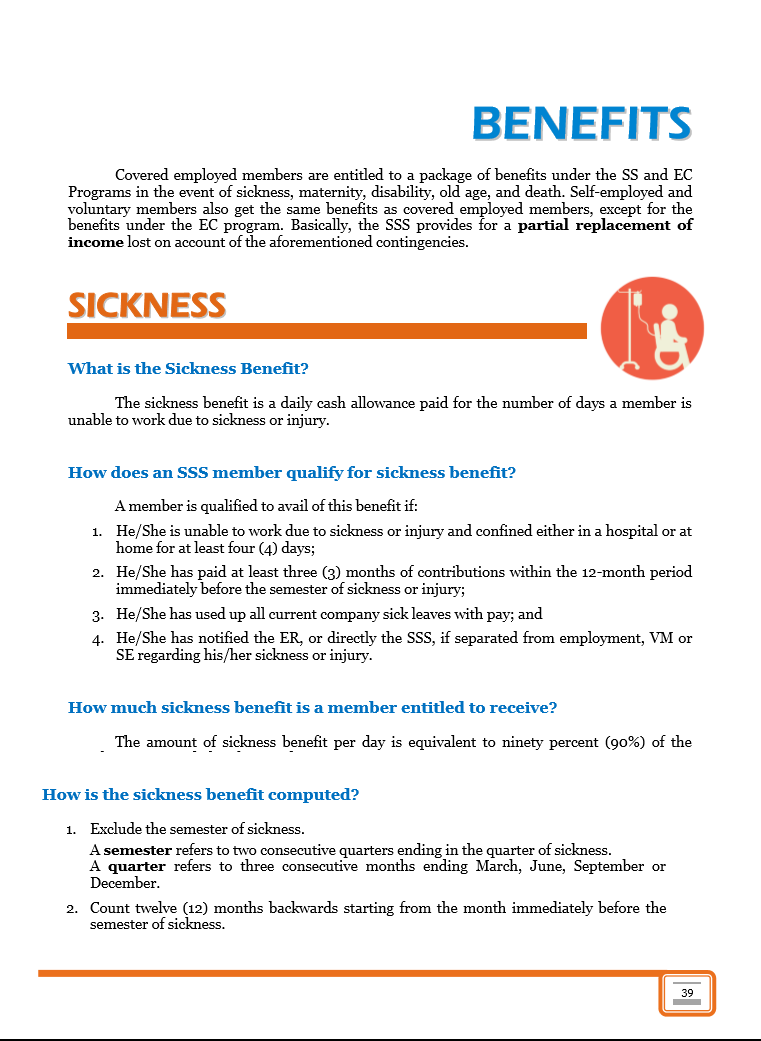 BENEFITS
Covered employed members are entitled to a package of benefits under the SS and EC
Programs in the event of sickness, maternity, disability, old age, and death. Self-employed and
voluntary members also get the same benefits as covered employed members, except for the
benefits under the EC program. Basically, the SSS provides for a partial replacement of
income lost on account of the aforementioned contingencies.
SICKNESS
What is the Sickness Benefit?
The sickness benefit is a daily cash allowance paid for the number of days a member is
unable to work due to sickness or injury.
How does an SSS member qualify for sickness benefit?
A member is qualified to avail of this benefit if:
1. He/She is unable to work due to sickness or injury and confined either in a hospital or at
home for at least four (4) days;
2. He/She has paid at least three (3) months of contributions within the 12-month period
immediately before the semester of sickness or injury;
3. He/She has used up all current company sick leaves with pay; and
4. He/She has notified the ER, or directly the SSS, if separated from employment, VM or
SE regarding his/her sickness or injury.
How much sickness benefit is a member entitled to receive?
The amount of sickness benefit per day is equivalent to ninety percent (90%) of the
How is the sickness benefit computed?
1. Exclude the semester of sickness.
A semester refers to two consecutive quarters ending in the quarter of sickness.
A quarter refers to three consecutive months ending March, June, September or
December.
2. Count twelve (12) months backwards starting from the month immediately before the
semester of sickness.
39